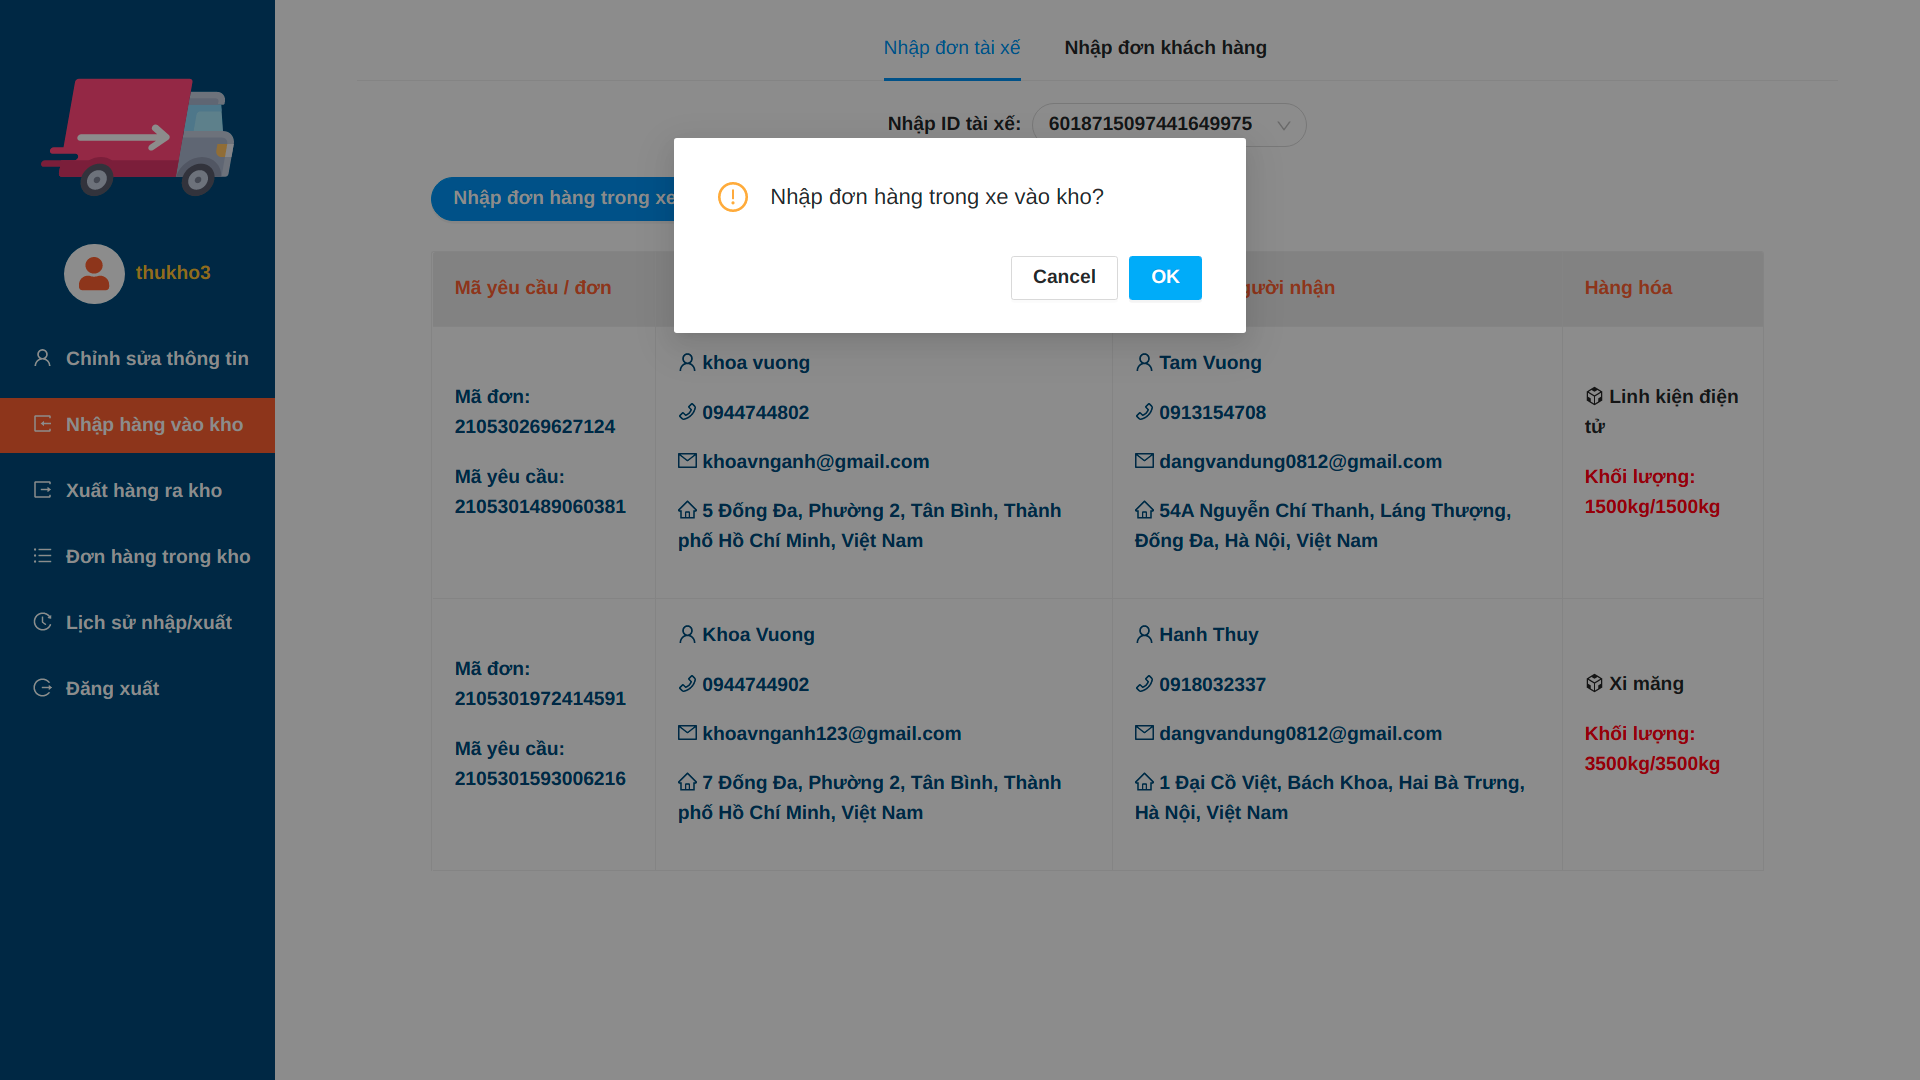 Nhập đơn tài xế
Nhập đơn khách hàng
Nhập ID tài xế:
6018715097441649975
Nhập đơn hàng trong xe
Nhập đơn hàng trong xe vào kho?
Cancel
OK
thukho3
Chỉnh sửa thông tin
Nhập hàng vào kho
Xuất hàng ra kho
Đơn hàng trong kho
Lịch sử nhập/xuất
Đăng xuất
Mã yêu cầu / đơn
người nhận
Hàng hóa
Mã đơn:
210530269627124
Mã yêu cầu:
2105301489060381
khoa vuong
0944744802
khoavnganh@gmail.com
5 Đống Đa, Phường 2, Tân Bình, Thành
phố Hồ Chí Minh, Việt Nam
Tam Vuong
0913154708
dangvandung0812@gmail.com
54A Nguyễn Chí Thanh, Láng Thượng,
Đống Đa, Hà Nội, Việt Nam
Linh kiện điện
tử
Khối lượng:
1500kg/1500kg
Mã đơn:
2105301972414591
Mã yêu cầu:
2105301593006216
Khoa Vuong
0944744902
khoavnganh123@gmail.com
7 Đống Đa, Phường 2, Tân Bình, Thành
phố Hồ Chí Minh, Việt Nam
Hanh Thuy
0918032337
dangvandung0812@gmail.com
1 Đại Cồ Việt, Bách Khoa, Hai Bà Trưng,
Hà Nội, Việt Nam
Xi măng
Khối lượng:
3500kg/3500kg